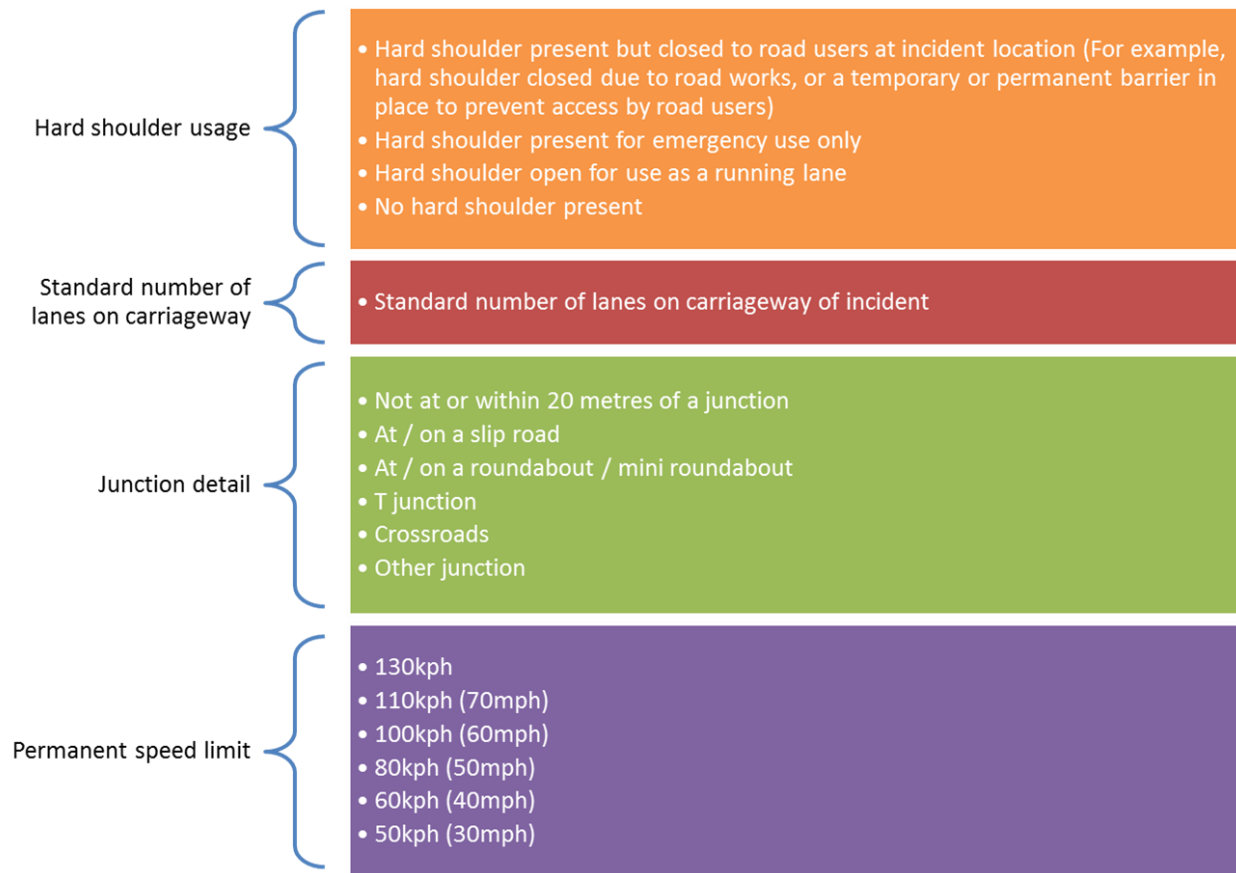 Hard shoulder usage
• Hard shoulder present but closed to road users at incident location (For example,
hard shoulder closed due to road works, or a temporary or permanent barrier in
place to prevent access by road users)
• Hard shoulder present for emergency use only
• Hard shoulder open for use as a running lane
• No hard shoulder present
Standard number of
lanes on carriageway
• Standard number of lanes on carriageway of incident
Junction detail
• Not at or within 20 metres of a junction
• At / on a slip road
• At / on a roundabout / mini roundabout
• T junction
• Crossroads
• Other junction
Permanent speed limit
• 130kph
• 110kph (70mph)
• 100kph (60mph)
• 80kph (50mph)
• 60kph (40mph)
• 50kph (30mph)